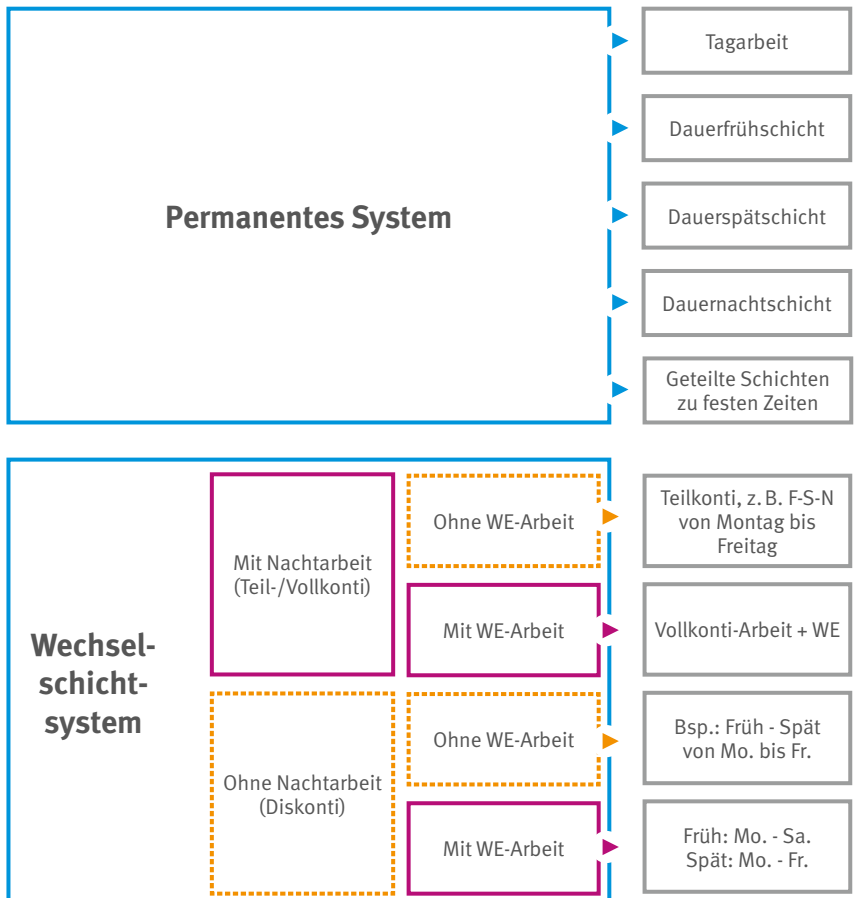 Permanentes System
Tagarbeit
Dauerfrühschicht
Dauerspätschicht
Dauernachtschicht
Geteilte Schichten
zu festen Zeiten
Wechsel-
schicht-
system
Mit Nachtarbeit
(Teil-/Vollkonti)
Ohne WE-Arbeit
Teilkonti, z. B. F-S-N
von Montag bis
Freitag
Mit WE-Arbeit
Vollkonti-Arbeit + WE
Ohne Nachtarbeit
(Diskonti)
Ohne WE-Arbeit
Bsp.: Früh - Spät
von Mo. bis Fr.
Mit WE-Arbeit
Früh: Mo. - Sa.
Spät: Mo. - Fr.